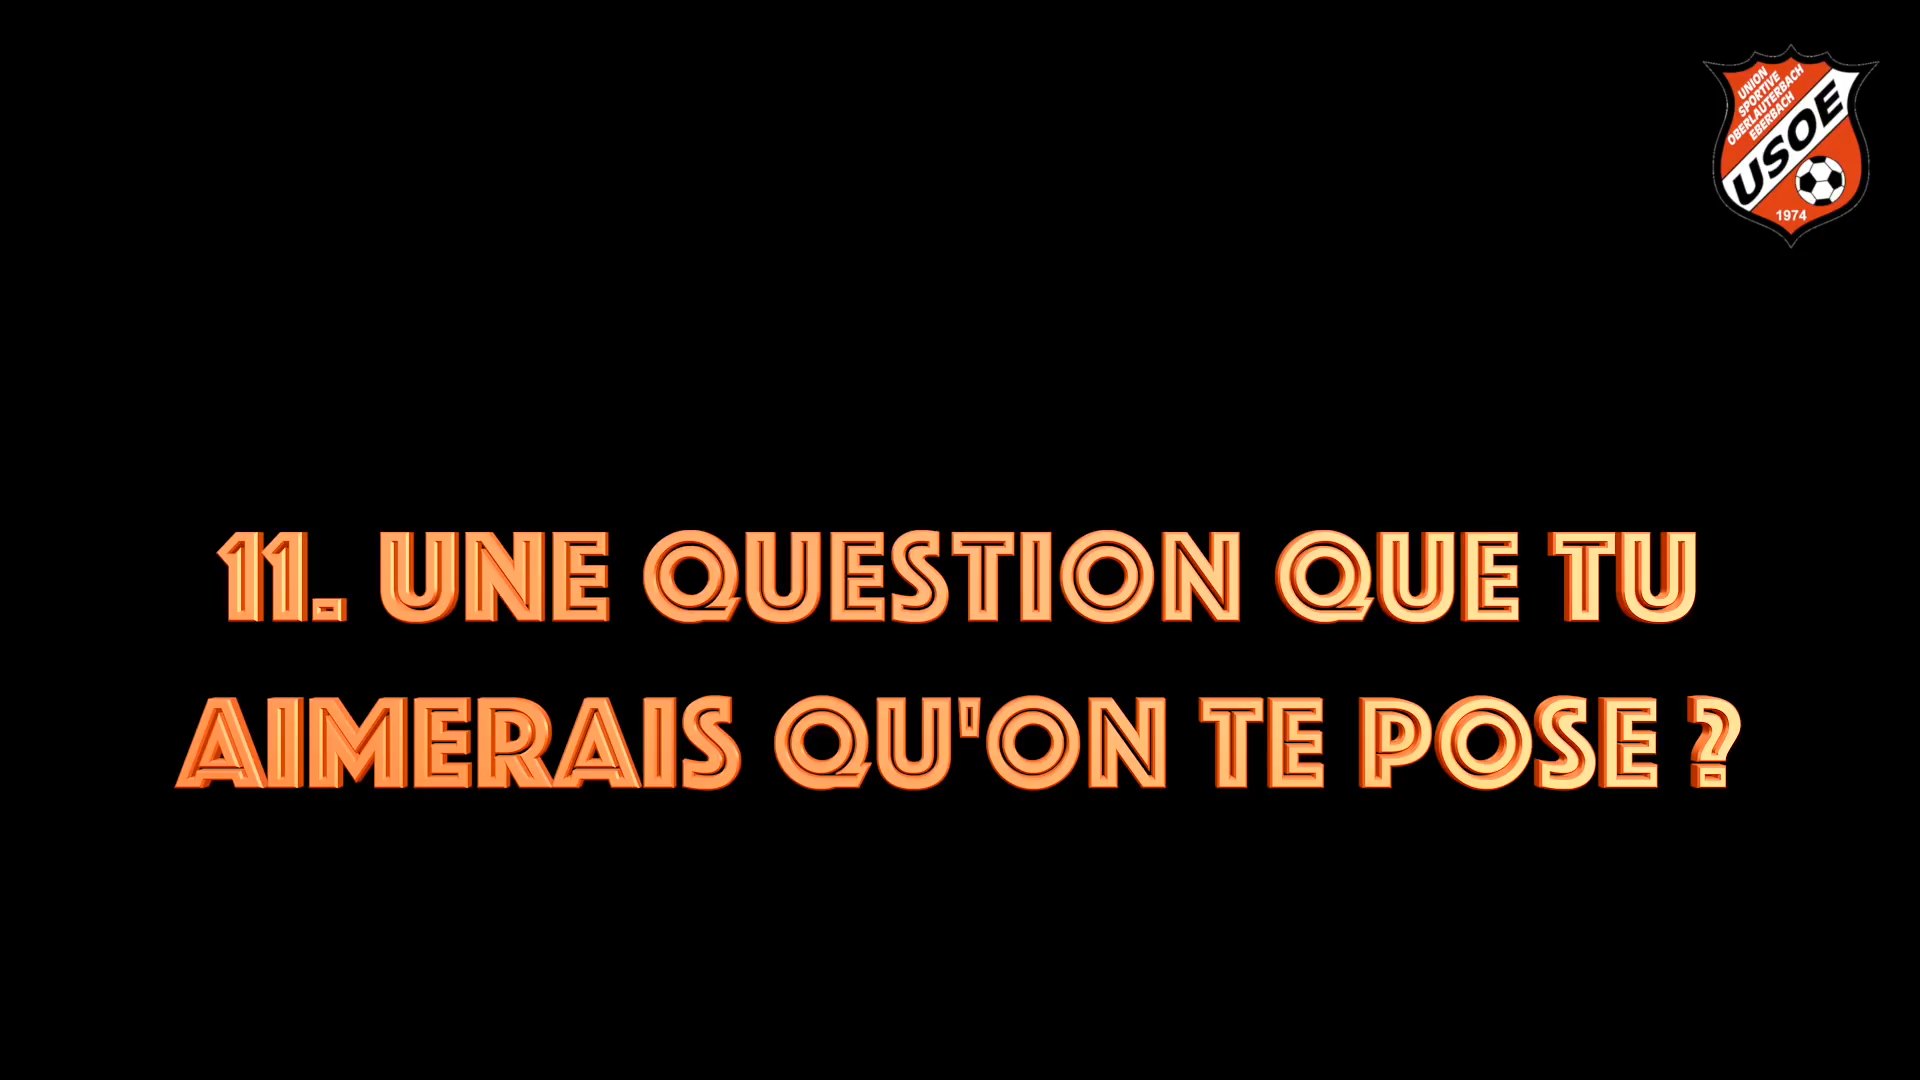 UNION
SPORTIVE
OBERLAUTERBACH
EBERBACH
USOE
1974
11. UNE QUESTION QUE TU
AIMERAIS QU'ON TE POSE ?